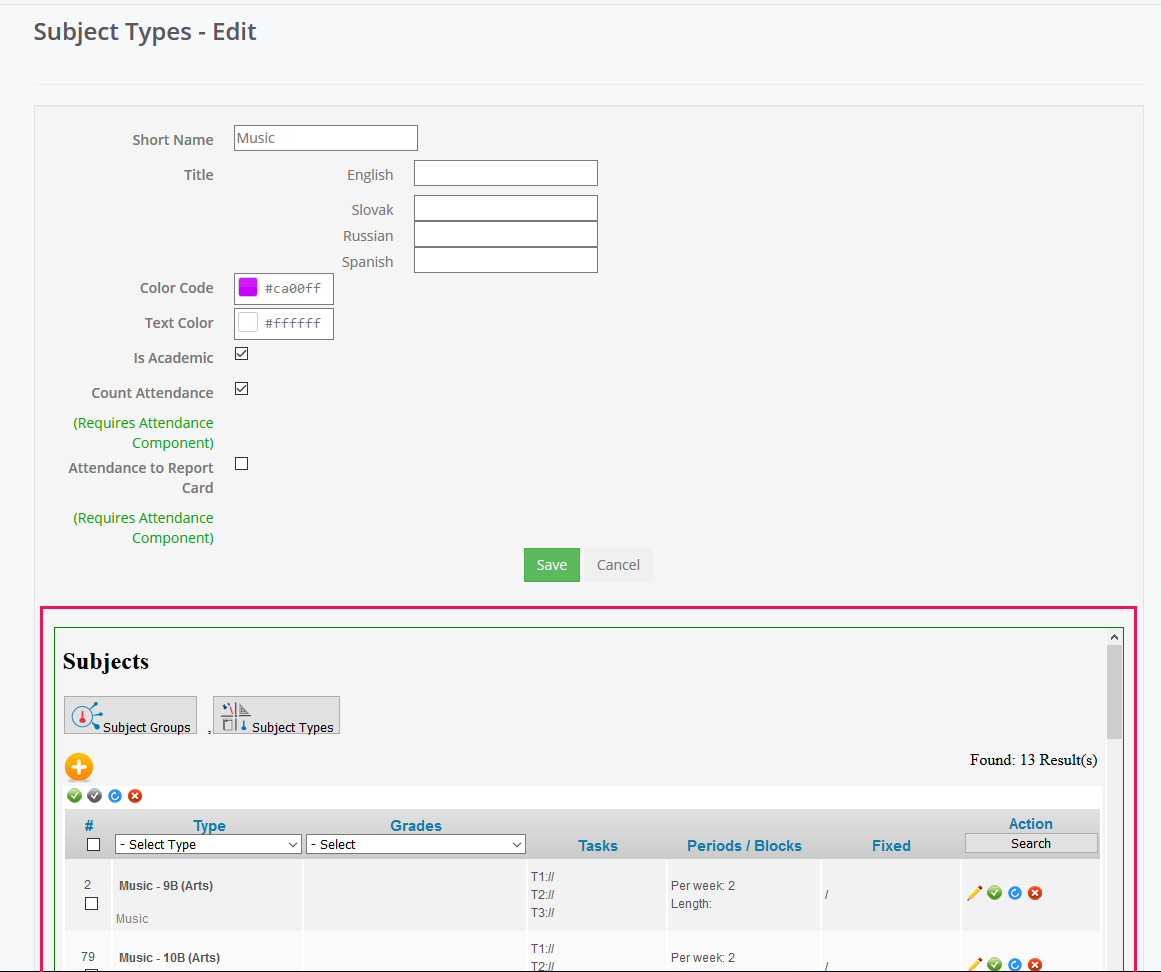 Subject Types - Edit
Short Name Music
Title English
Slovak
Russian
Spanish
Color Code #ca00ff
Text Color #ffffff
Is Academic
Count Attendance
(Requires Attendance
Component)
Attendance to Report
Card
(Requires Attendance
Component)
Save Cancel
Subjects
Subject Groups , Subject Types
Found: 13 Result(s)
# Type Grades Tasks Periods / Blocks Fixed Action
- Select Type - Select Search
2 Music - 9B (Arts) T1:// Per week: 2 /
T2:// Length:
Music T3://
79 Music - 10B (Arts) T1:// Per week: 2 /
T2://